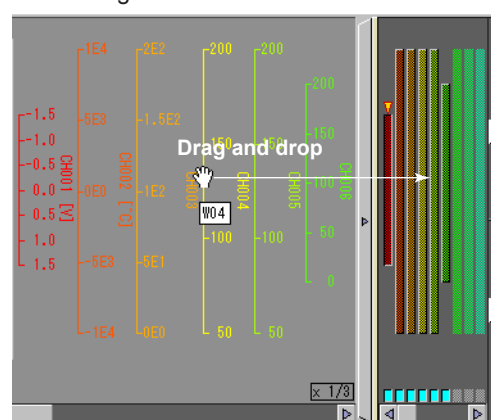 -1.5
-1.0
-0.5
0.0
0.5
1.0
1.5
CH001 [V]
1E4
5E3
0E0
-5E3
-1E4
CH002 [°C]
2E2
1.5E2
1E2
5E1
0E0
CH003
200
150
100
50
CH004
200
100
50
CH005
200
150
100
50
0
CH006
Drag and drop
W04
x 1/3